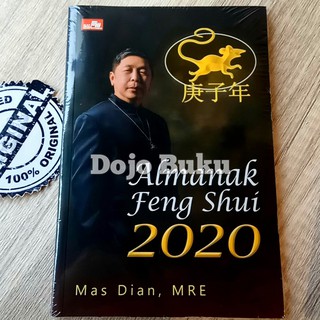 庚子年
Dojo Buku
Almanak
Feng Shui
2020
Mas Dian, MRE
ORIGINAL
100% ORIGINAL